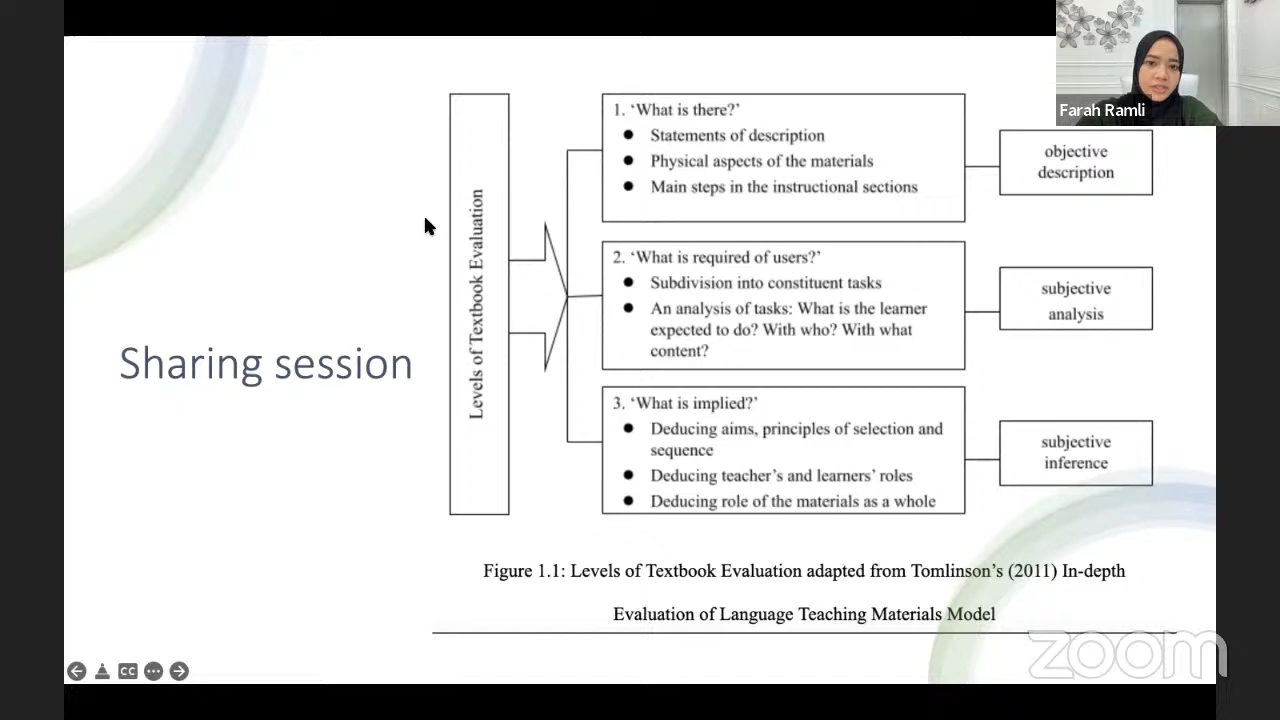 Farah Ramli
Sharing session
Levels of Textbook Evaluation
1. ‘What is there?’
● Statements of description
● Physical aspects of the materials
● Main steps in the instructional sections
objective
description
2. ‘What is required of users?’
● Subdivision into constituent tasks
● An analysis of tasks: What is the learner
expected to do? With who? With what
content?
subjective
analysis
3. ‘What is implied?’
● Deducing aims, principles of selection and
sequence
● Deducing teacher’s and learners’ roles
● Deducing role of the materials as a whole
subjective
inference
Figure 1.1: Levels of Textbook Evaluation adapted from Tomlinson’s (2011) In-depth
Evaluation of Language Teaching Materials Model
CC
zoom